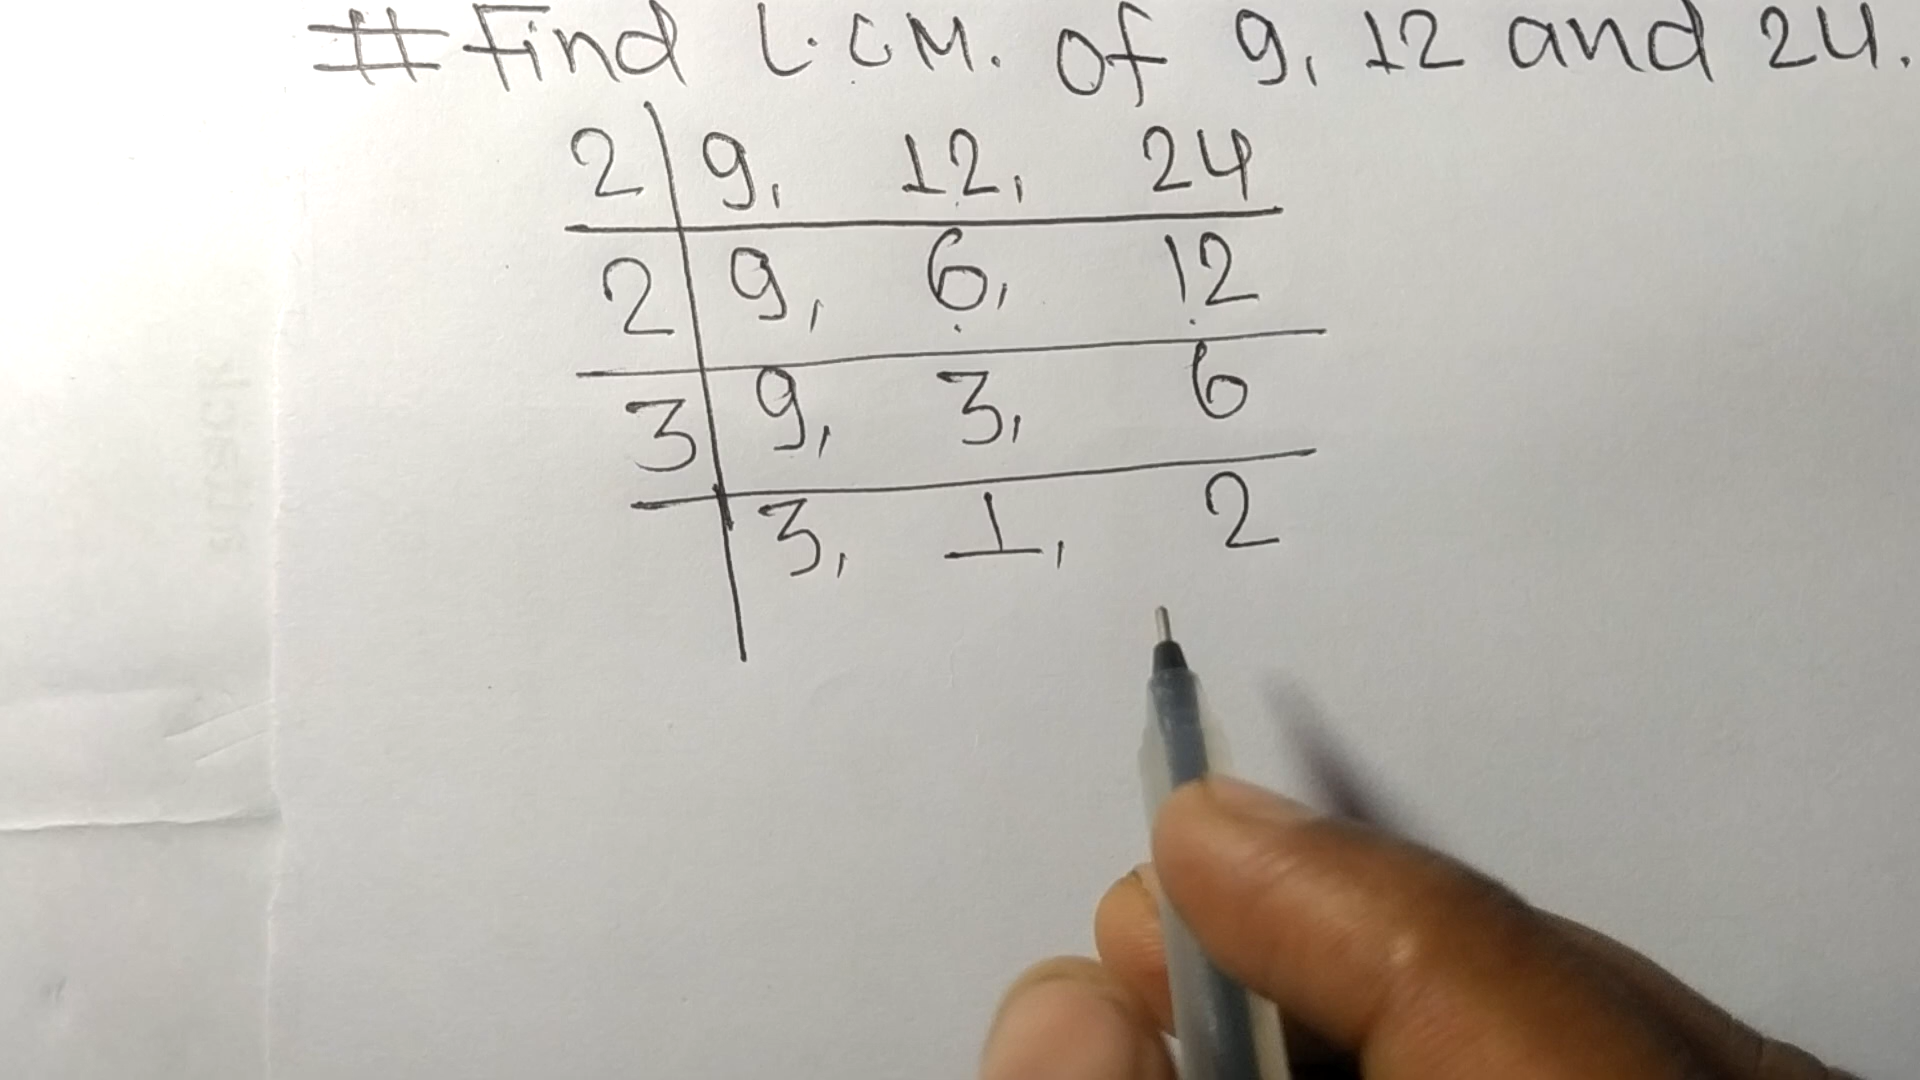 # Find L.C.M. of 9, 12 and 24.
2 9, 12, 24
2 9, 6, 12
3 9, 3, 6
3, 1, 2